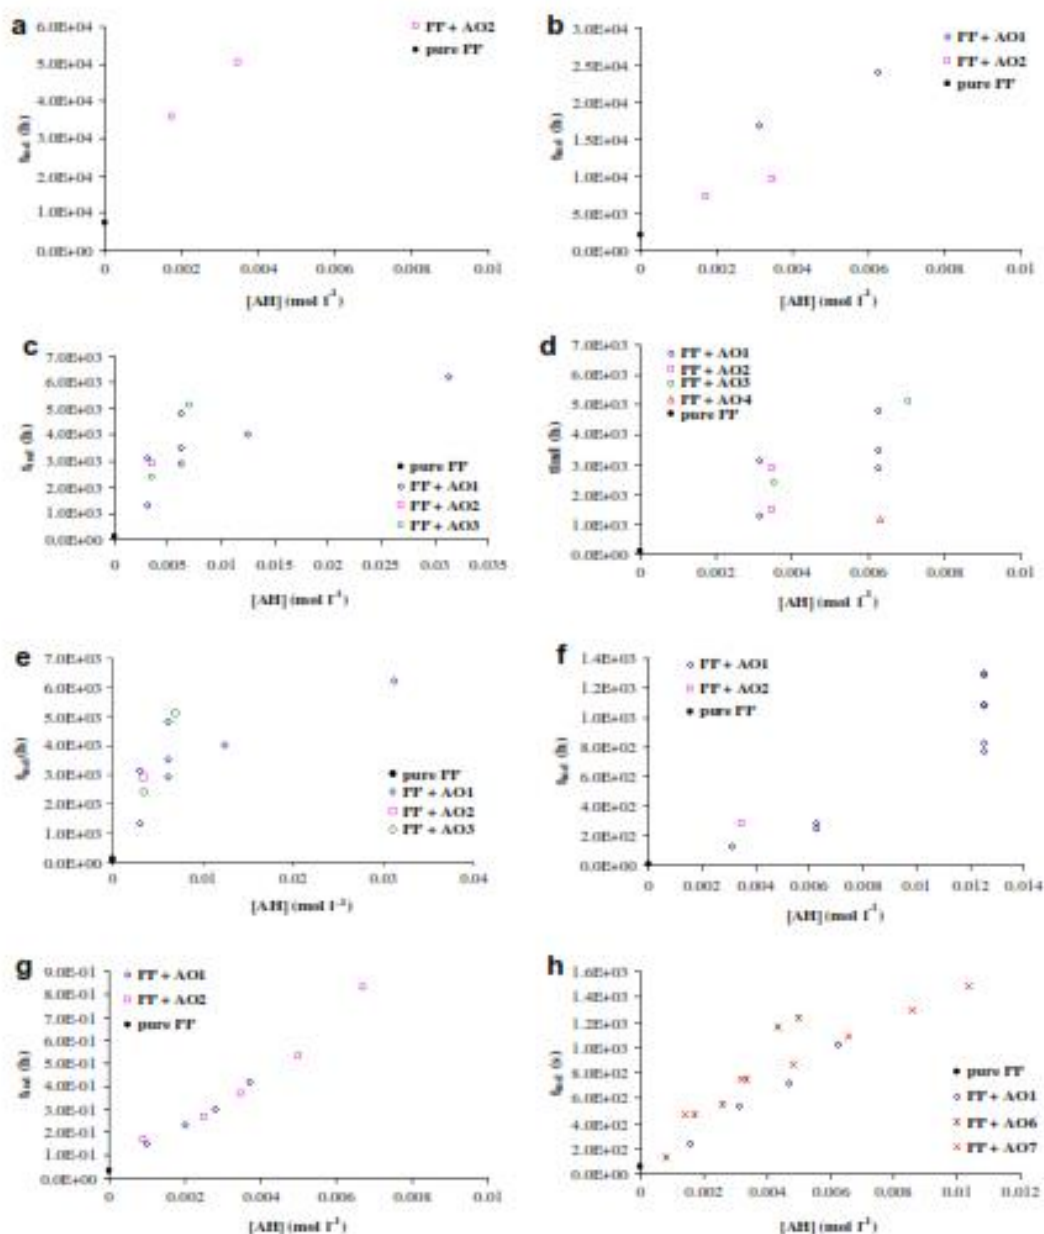 a
6.0E+04
5.0E+04
4.0E+04
3.0E+04
2.0E+04
1.0E+04
0.0E+00
0 0.002 0.004 0.006 0.008 0.01
[AH] (mol l⁻¹)
PP + AO2
pure PP
b
3.0E+04
2.5E+04
2.0E+04
1.5E+04
1.0E+04
5.0E+03
0.0E+00
(h)
0 0.002 0.004 0.006 0.008 0.01
[AH] (mol l⁻¹)
PP + AO1
PP + AO2
pure PP
c
7.0E+03
6.0E+03
5.0E+03
4.0E+03
3.0E+03
2.0E+03
1.0E+03
0.0E+00
(h)
0 0.005 0.01 0.015 0.02 0.025 0.03 0.035
[AH] (mol l⁻¹)
pure PP
PP + AO1
PP + AO2
PP + AO3
d
7.0E+03
6.0E+03
5.0E+03
4.0E+03
3.0E+03
2.0E+03
1.0E+03
0.0E+00
tind (h)
0 0.002 0.004 0.006 0.008 0.01
[AH] (mol l⁻¹)
PP + AO1
PP + AO2
PP + AO3
PP + AO4
pure PP
e
7.0E+03
6.0E+03
5.0E+03
4.0E+03
3.0E+03
2.0E+03
1.0E+03
0.0E+00
(h)
0 0.01 0.02 0.03 0.04
[AH] (mol l⁻¹)
pure PP
PP + AO1
PP + AO2
PP + AO3
f
1.4E+03
1.2E+03
1.0E+03
8.0E+02
6.0E+02
4.0E+02
2.0E+02
0.0E+00
(h)
0 0.002 0.004 0.006 0.008 0.01 0.012 0.014
[AH] (mol l⁻¹)
PP + AO1
PP + AO2
pure PP
g
9.0E-01
8.0E-01
7.0E-01
6.0E-01
5.0E-01
4.0E-01
3.0E-01
2.0E-01
1.0E-01
0.0E+00
(h)
0 0.002 0.004 0.006 0.008 0.01
[AH] (mol l⁻¹)
PP + AO1
PP + AO2
pure PP
h
1.6E+03
1.4E+03
1.2E+03
1.0E+03
8.0E+02
6.0E+02
4.0E+02
2.0E+02
0.0E+00
(s)
0 0.002 0.004 0.006 0.008 0.01 0.012
[AH] (mol l⁻¹)
pure PP
PP + AO1
PP + AO6
PP + AO7